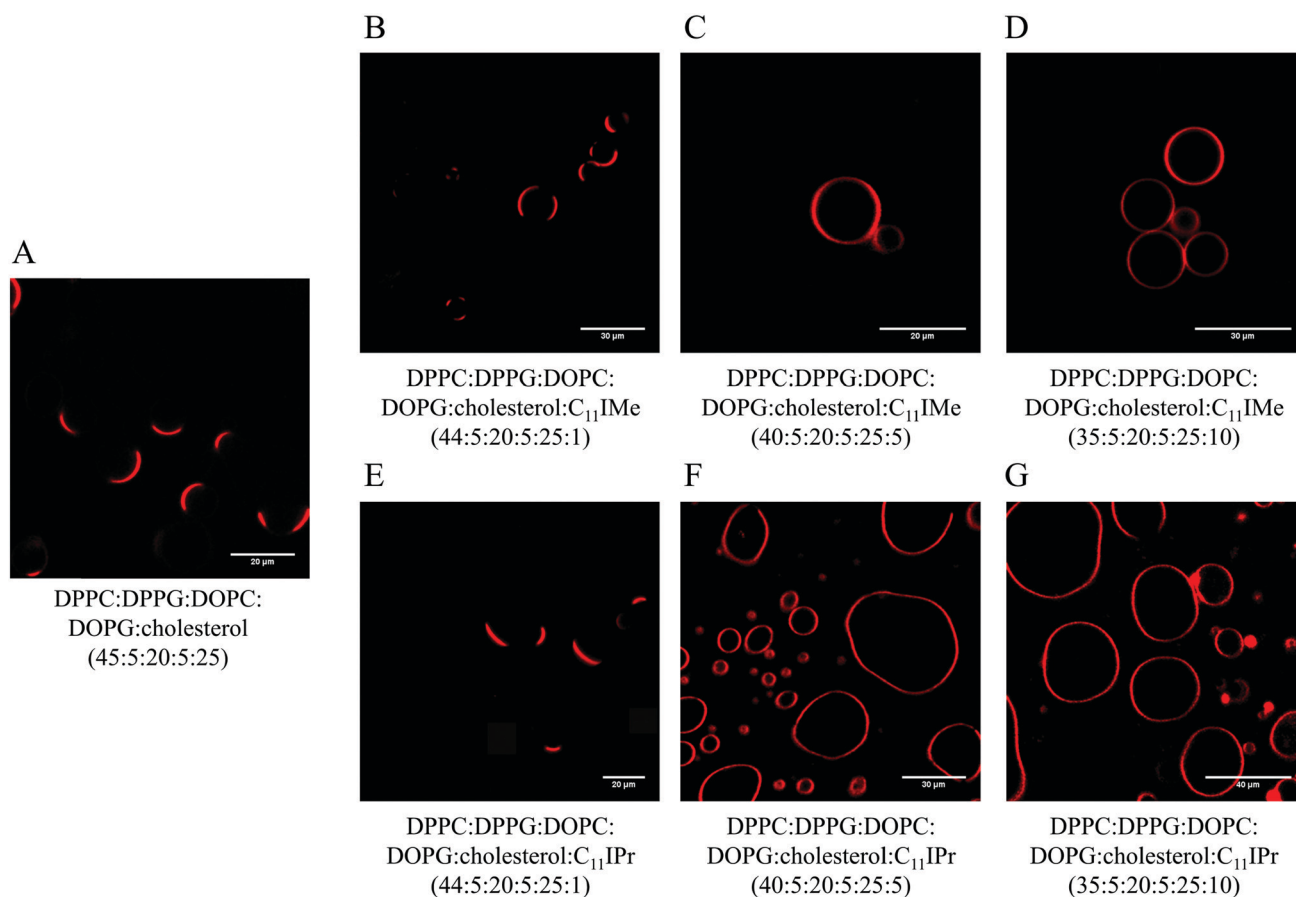 A
20 µm
DPPC:DPPG:DOPC:
DOPG:cholesterol
(45:5:20:5:25)
B
30 µm
DPPC:DPPG:DOPC:
DOPG:cholesterol:C₁₁IMe
(44:5:20:5:25:1)
C
20 µm
DPPC:DPPG:DOPC:
DOPG:cholesterol:C₁₁IMe
(40:5:20:5:25:5)
D
30 µm
DPPC:DPPG:DOPC:
DOPG:cholesterol:C₁₁IMe
(35:5:20:5:25:10)
E
20 µm
DPPC:DPPG:DOPC:
DOPG:cholesterol:C₁₁IPr
(44:5:20:5:25:1)
F
30 µm
DPPC:DPPG:DOPC:
DOPG:cholesterol:C₁₁IPr
(40:5:20:5:25:5)
G
40 µm
DPPC:DPPG:DOPC:
DOPG:cholesterol:C₁₁IPr
(35:5:20:5:25:10)